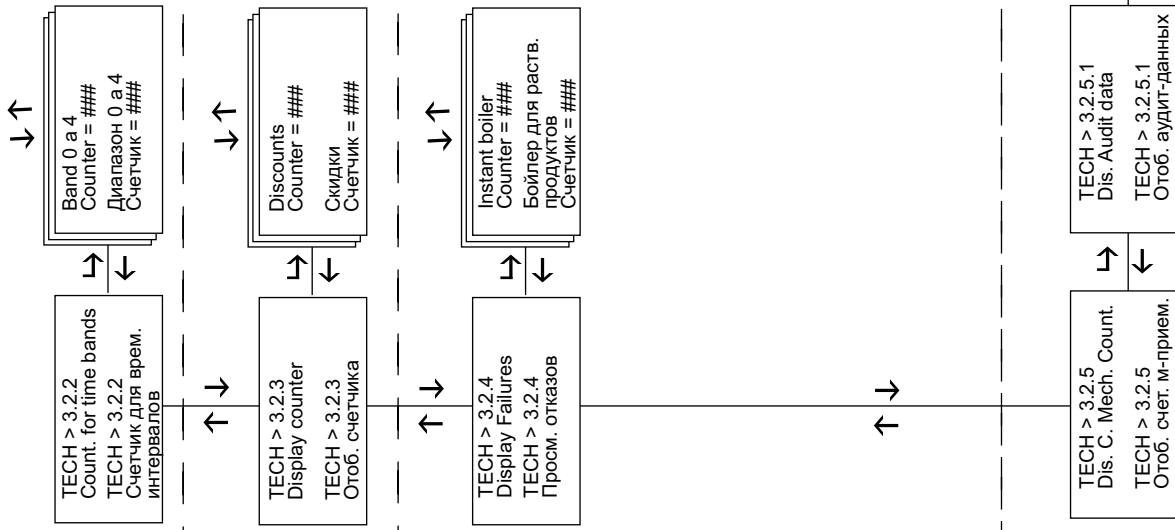 TECH > 3.2.2
Count. for time bands
TECH > 3.2.2
Счетчик для врем.
интервалов
Band 0 a 4
Counter = ###
Диапазон 0 а 4
Счетчик = ###
TECH > 3.2.3
Display counter
TECH > 3.2.3
Отоб. счетчика
Discounts
Counter = ###
Скидки
Счетчик = ###
TECH > 3.2.4
Display Failures
TECH > 3.2.4
Просм. отказов
Instant boiler
Counter = ###
Бойлер для раств.
продуктов
Счетчик = ###
TECH > 3.2.5
Dis. C. Mech. Count.
TECH > 3.2.5
Отоб. счет. м-прием.
TECH > 3.2.5.1
Dis. Audit data
TECH > 3.2.5.1
Отоб. аудит-данных